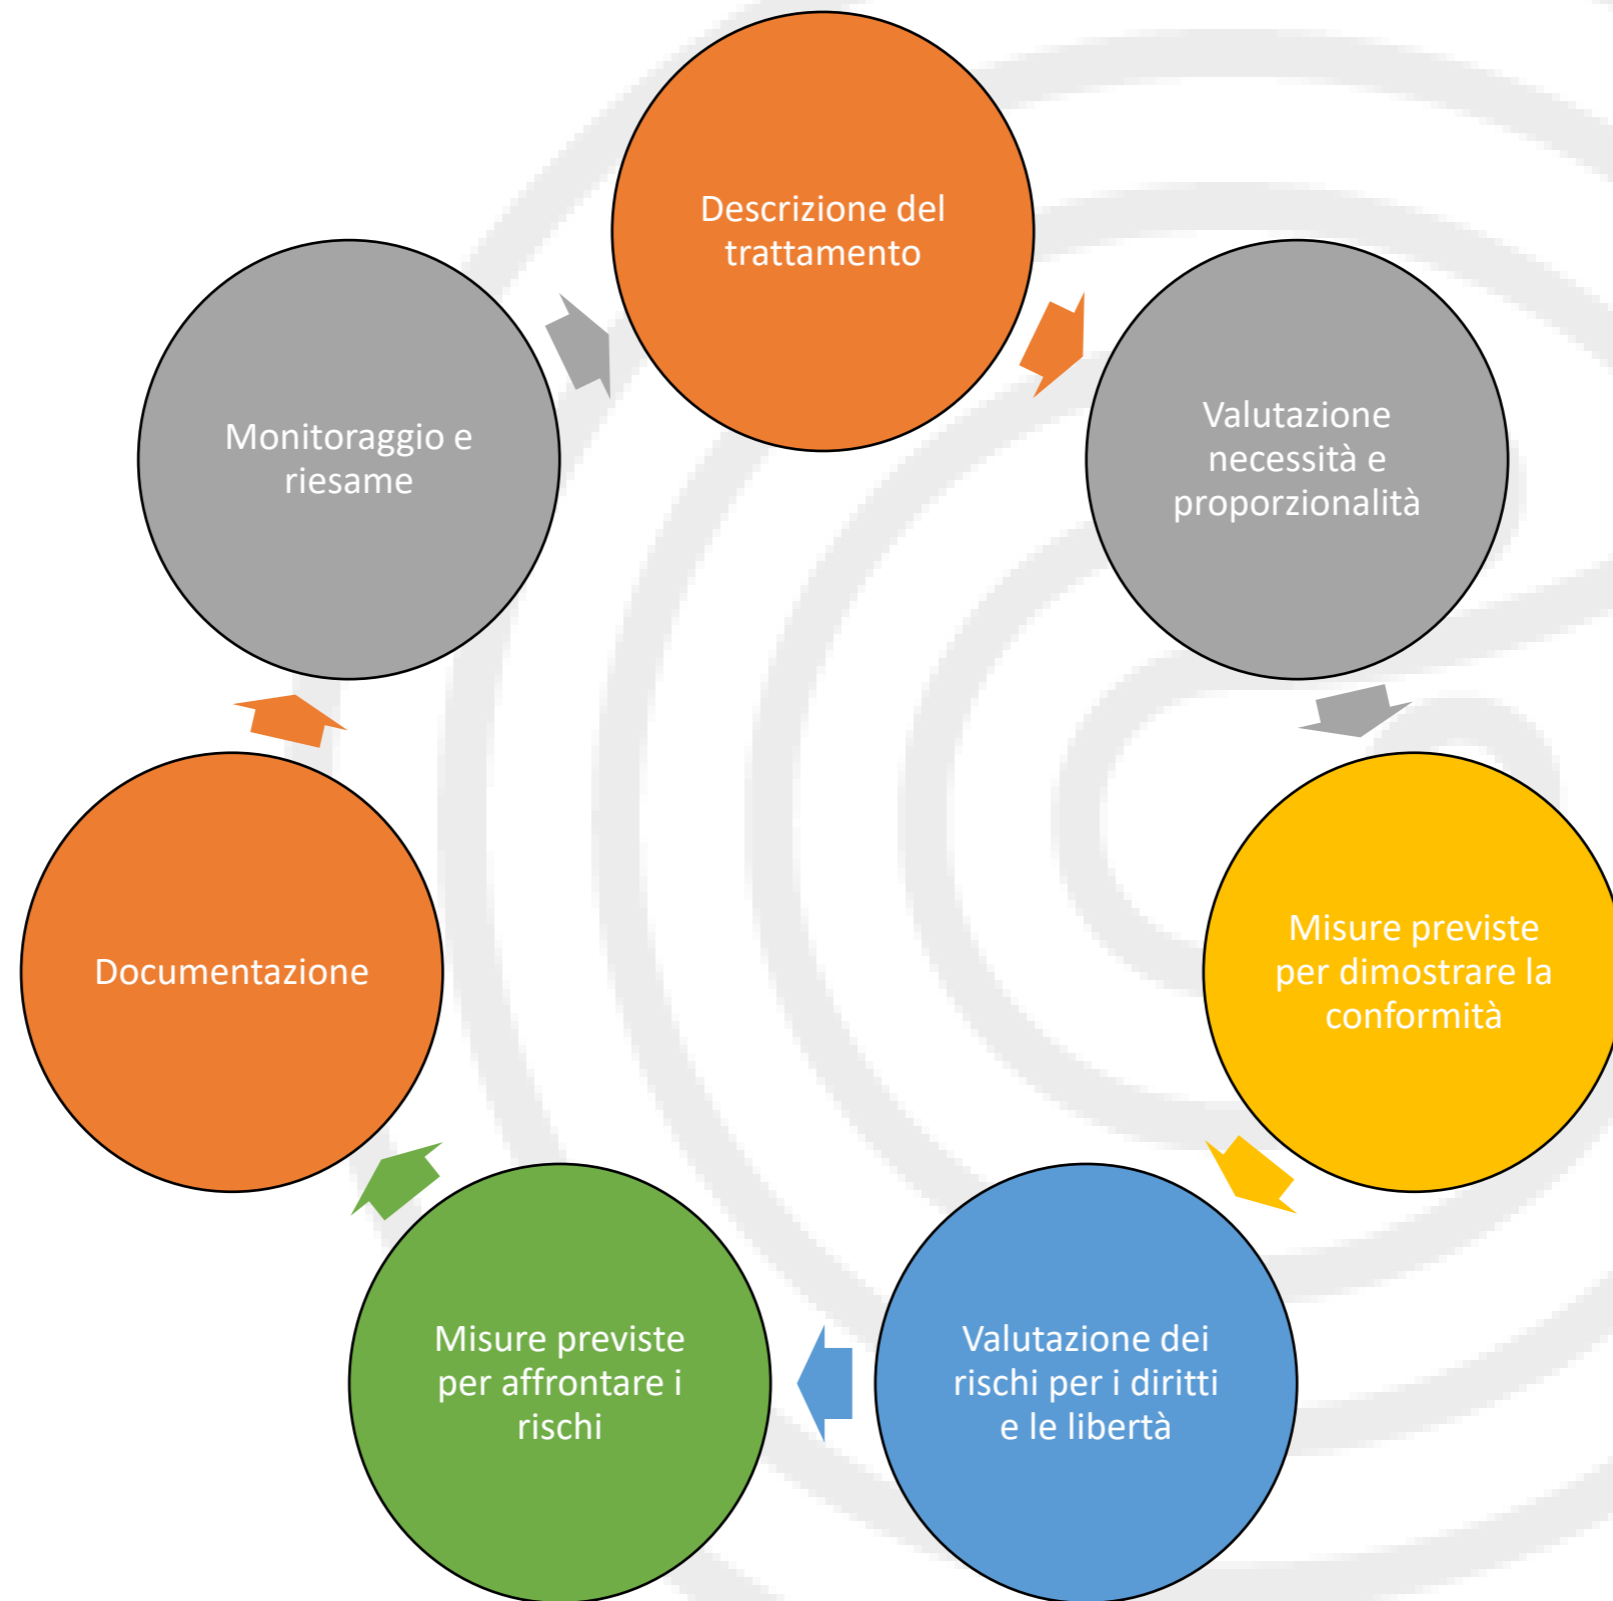 Descrizione del
trattamento
Valutazione
necessità e
proporzionalità
Misure previste
per dimostrare la
conformità
Valutazione dei
rischi per i diritti
e le libertà
Misure previste
per affrontare i
rischi
Documentazione
Monitoraggio e
riesame